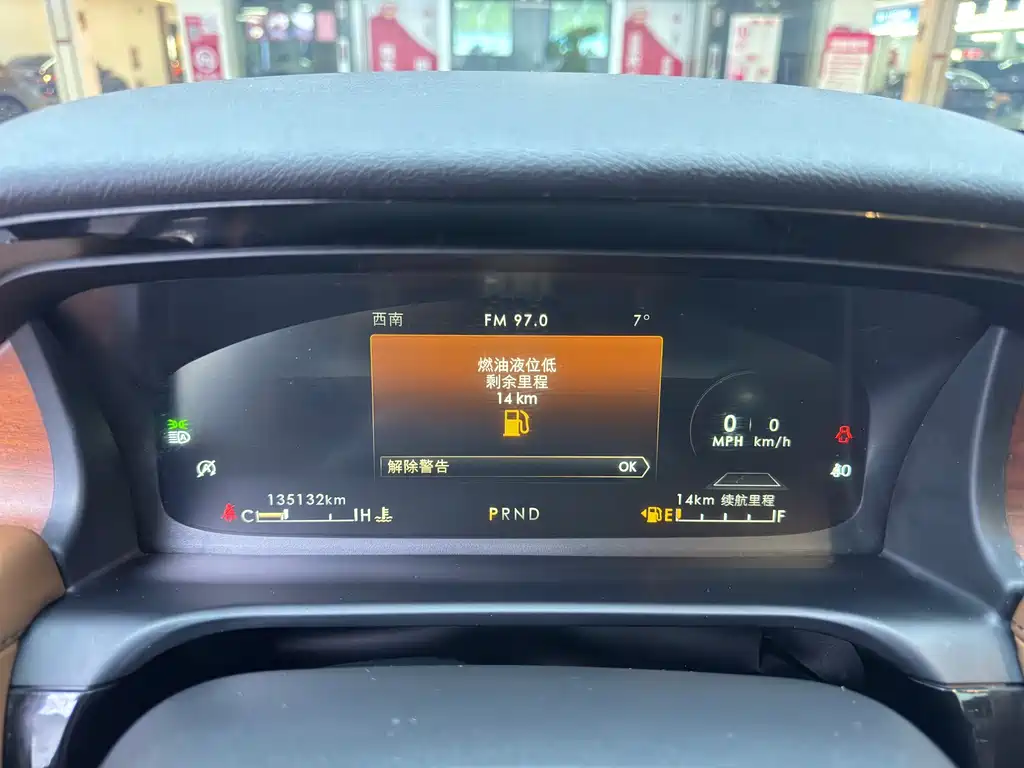 西南 FM 97.0 7°
燃油液位低
剩余里程
14 km
解除警告 OK
0 0
MPH km/h
135132km
14km 续航里程
C H
PRND
E F